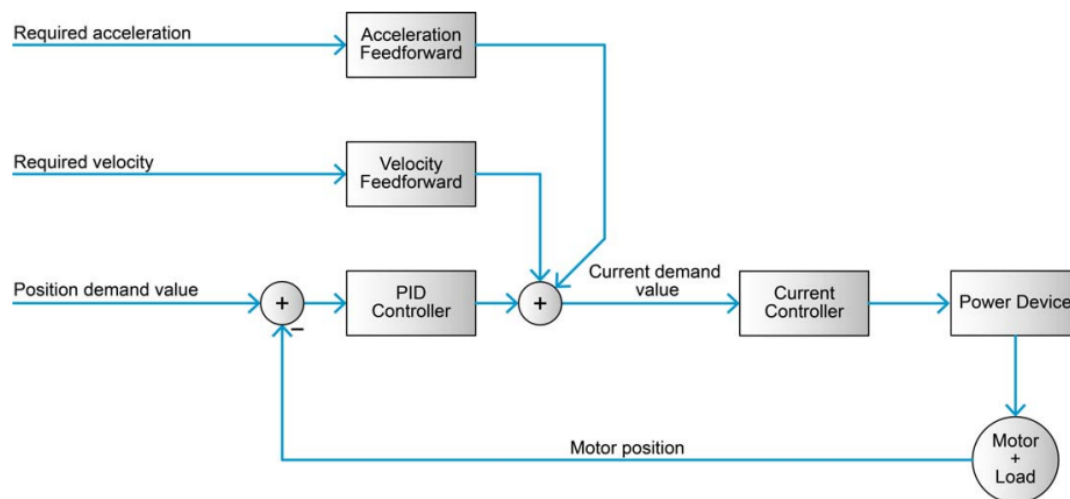 Required acceleration
Acceleration
Feedforward
Required velocity
Velocity
Feedforward
Position demand value
+
−
PID
Controller
+
Current demand
value
Current
Controller
Power Device
Motor position
Motor
+
Load